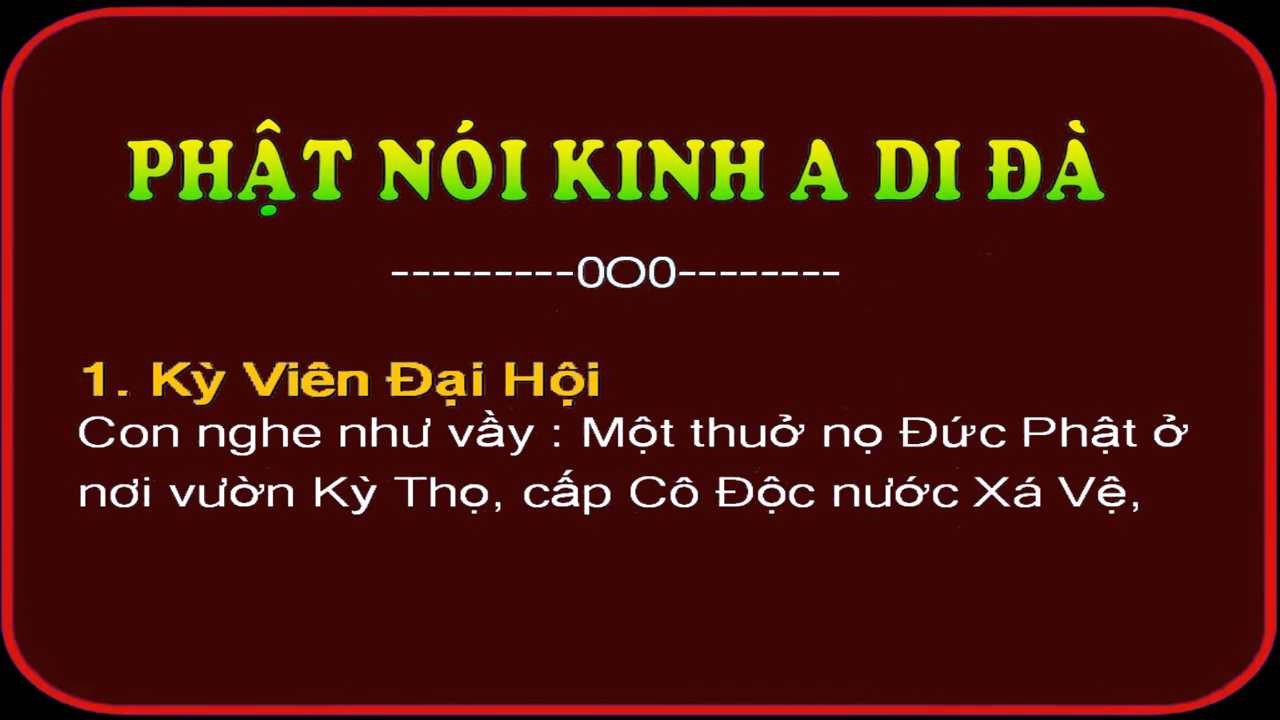 PHẬT NÓI KINH A DI ĐÀ
---------0O0--------
1. Kỳ Viên Đại Hội
Con nghe như vầy : Một thuở nọ Đức Phật ở
nơi vườn Kỳ Thọ, cấp Cô Độc nước Xá Vệ,